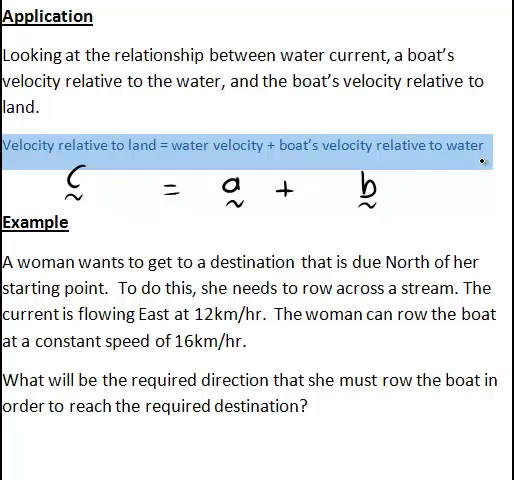 Application
Looking at the relationship between water current, a boat's
velocity relative to the water, and the boat's velocity relative to
land.
Velocity relative to land = water velocity + boat's velocity relative to water
c = a + b
Example
A woman wants to get to a destination that is due North of her
starting point.  To do this, she needs to row across a stream. The
current is flowing East at 12km/hr.  The woman can row the boat
at a constant speed of 16km/hr.
What will be the required direction that she must row the boat in
order to reach the required destination?